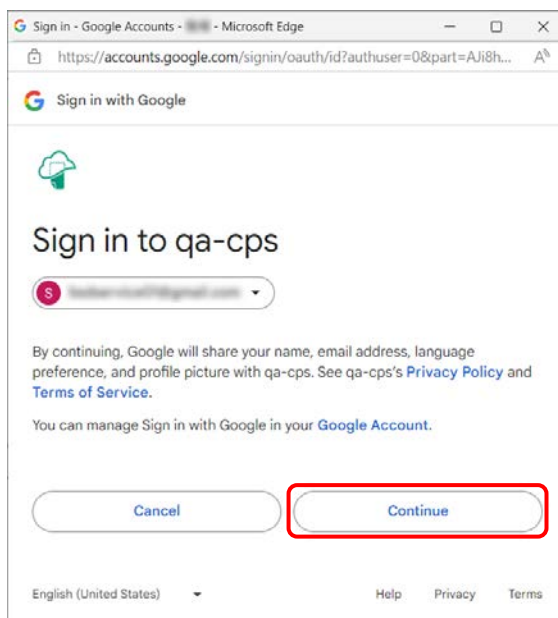 Sign in - Google Accounts - - Microsoft Edge
https://accounts.google.com/signin/oauth/id?authuser=0&part=AJi8h...
Sign in with Google
Sign in to qa-cps
S
By continuing, Google will share your name, email address, language
preference, and profile picture with qa-cps. See qa-cps's Privacy Policy and
Terms of Service.
You can manage Sign in with Google in your Google Account.
Cancel Continue
English (United States) Help Privacy Terms